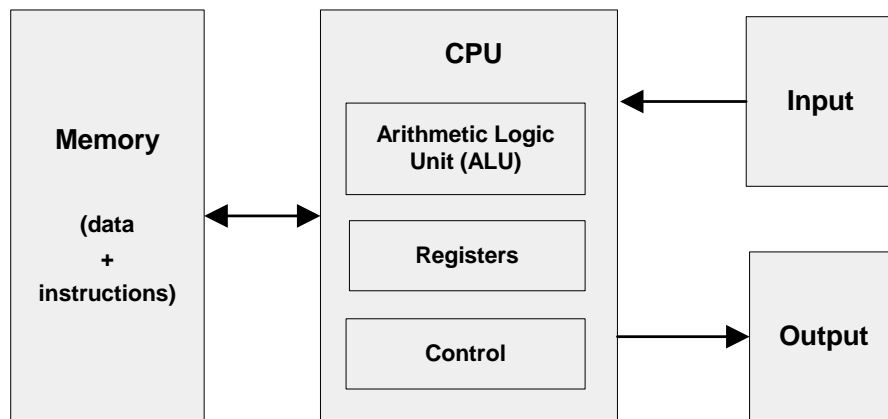 Memory
(data
+
instructions)
CPU
Arithmetic Logic
Unit (ALU)
Registers
Control
Input
Output